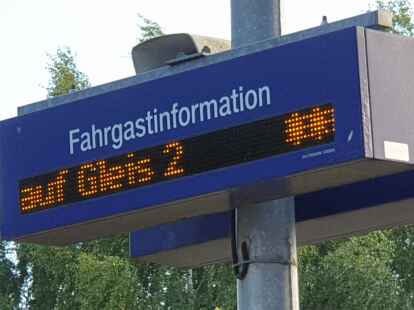 Fahrgastinformation
auf Gleis 2 **